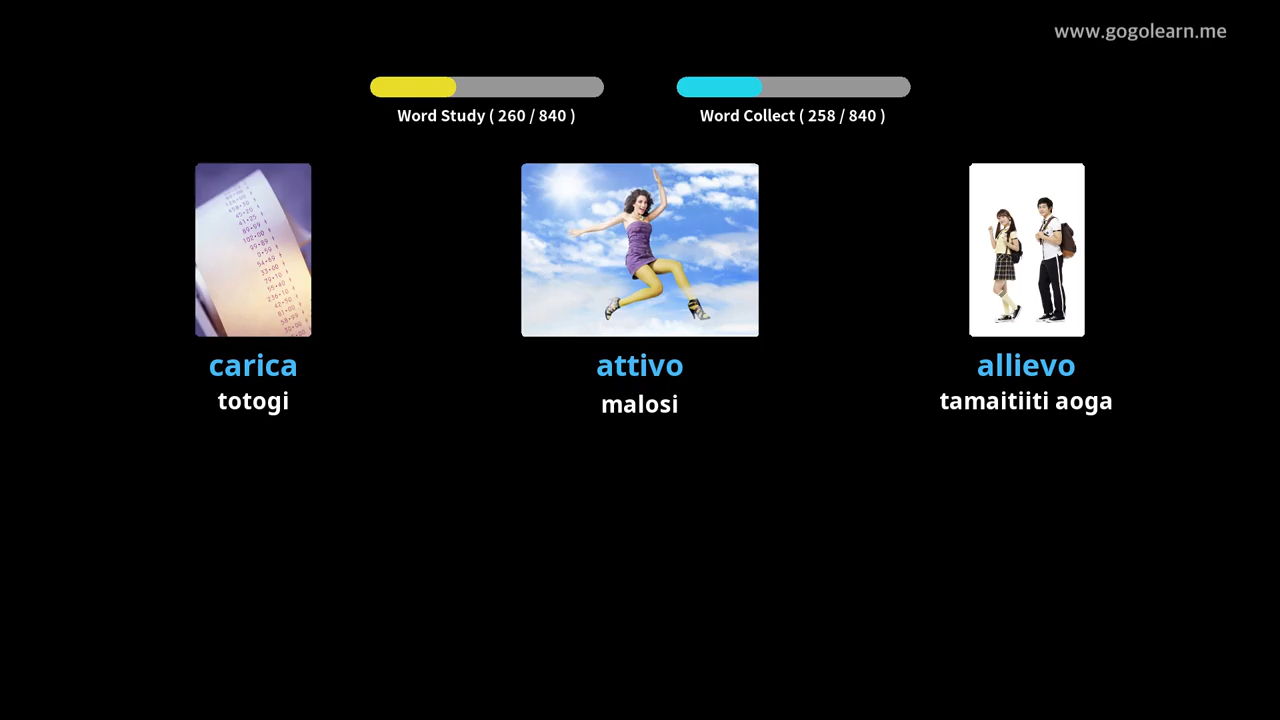 www.gogolearn.me
Word Study ( 260 / 840 )
Word Collect ( 258 / 840 )
carica
attivo
allievo
totogi
malosi
tamaitiiti aoga